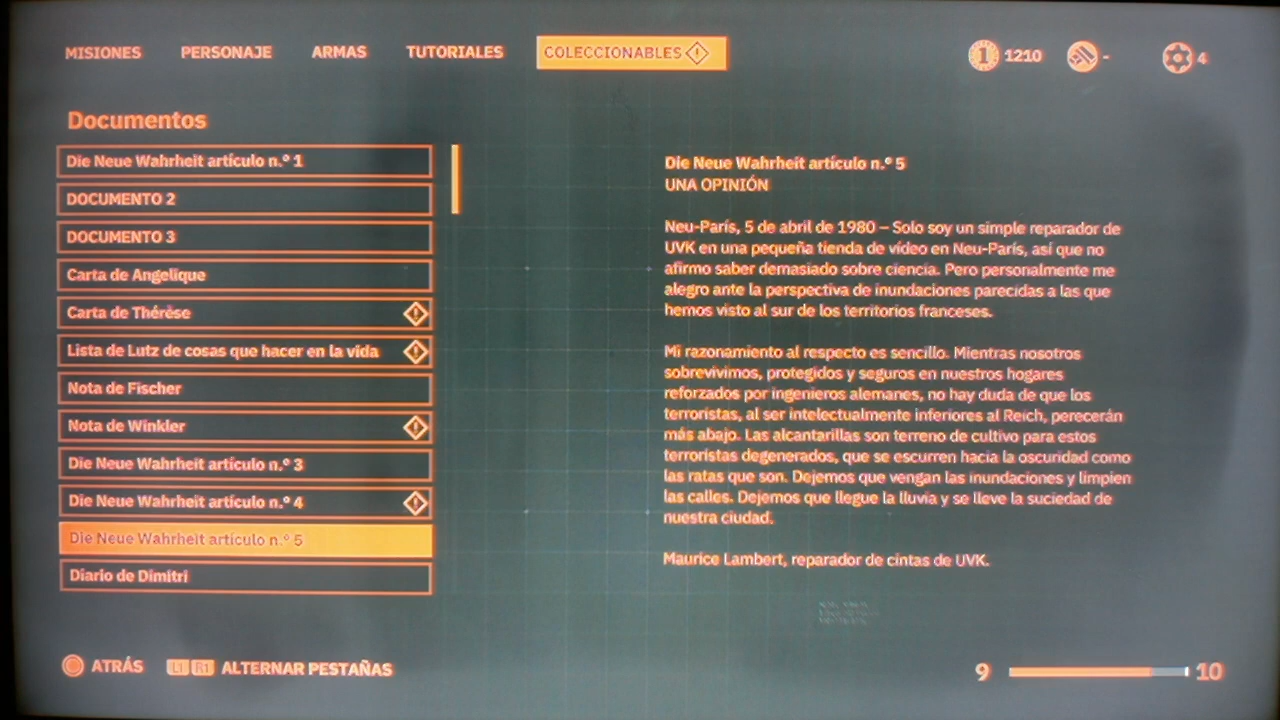 MISIONES PERSONAJE ARMAS TUTORIALES COLECCIONABLES 1 1210 - 4
Documentos
Die Neue Wahrheit artículo n.º 1
DOCUMENTO 2
DOCUMENTO 3
Carta de Angelique
Carta de Thérèse
Lista de Lutz de cosas que hacer en la vida
Nota de Fischer
Nota de Winkler
Die Neue Wahrheit artículo n.º 3
Die Neue Wahrheit artículo n.º 4
Die Neue Wahrheit artículo n.º 5
Diario de Dimitri
Die Neue Wahrheit artículo n.º 5
UNA OPINIÓN
Neu-París, 5 de abril de 1980 – Solo soy un simple reparador de
UVK en una pequeña tienda de vídeo en Neu-París, así que no
afirmo saber demasiado sobre ciencia. Pero personalmente me
alegro ante la perspectiva de inundaciones parecidas a las que
hemos visto al sur de los territorios franceses.
Mi razonamiento al respecto es sencillo. Mientras nosotros
sobrevivimos, protegidos y seguros en nuestros hogares
reforzados por ingenieros alemanes, no hay duda de que los
terroristas, al ser intelectualmente inferiores al Reich, perecerán
más abajo. Las alcantarillas son terreno de cultivo para estos
terroristas degenerados, que se escurren hacia la oscuridad como
las ratas que son. Dejemos que vengan las inundaciones y limpien
las calles. Dejemos que llegue la lluvia y se lleve la suciedad de
nuestra ciudad.
Maurice Lambert, reparador de cintas de UVK.
ATRÁS L1 R1 ALTERNAR PESTAÑAS
9 10